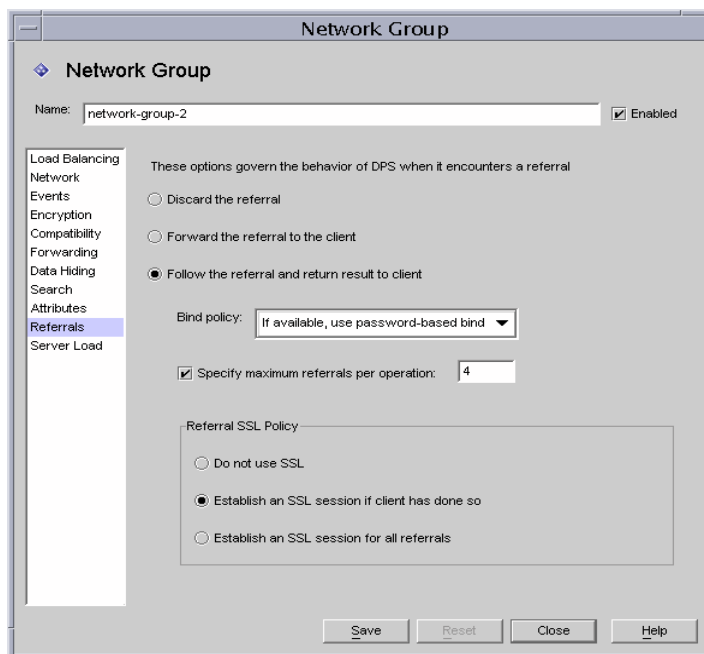 Network Group
Network Group
Name: network-group-2 Enabled
Load Balancing
Network
Events
Encryption
Compatibility
Forwarding
Data Hiding
Search
Attributes
Referrals
Server Load
These options govern the behavior of DPS when it encounters a referral
Discard the referral
Forward the referral to the client
Follow the referral and return result to client
Bind policy: If available, use password-based bind
Specify maximum referrals per operation: 4
Referral SSL Policy
Do not use SSL
Establish an SSL session if client has done so
Establish an SSL session for all referrals
Save Reset Close Help